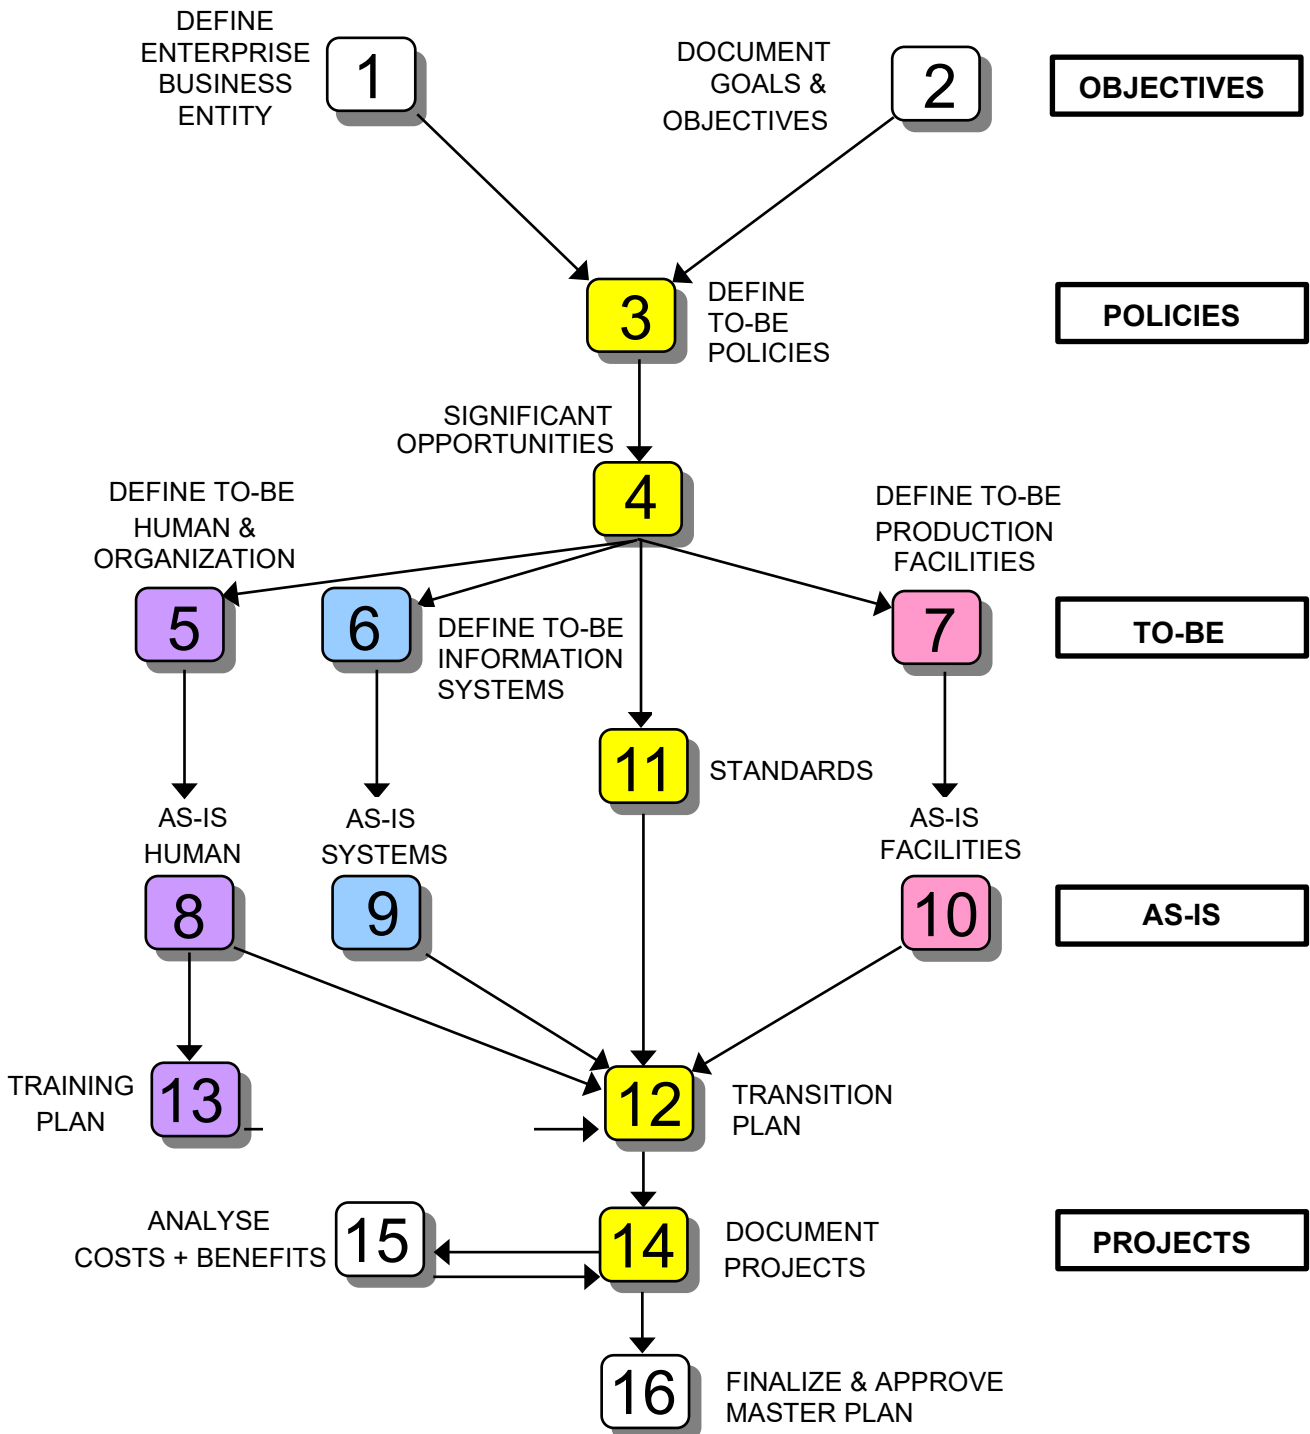 DEFINE
ENTERPRISE
BUSINESS
ENTITY
1
DOCUMENT
GOALS &
OBJECTIVES
2
OBJECTIVES
3
DEFINE
TO-BE
POLICIES
POLICIES
SIGNIFICANT
OPPORTUNITIES
4
DEFINE TO-BE
HUMAN &
ORGANIZATION
5
6
DEFINE TO-BE
INFORMATION
SYSTEMS
DEFINE TO-BE
PRODUCTION
FACILITIES
7
TO-BE
11
STANDARDS
AS-IS
HUMAN
8
AS-IS
SYSTEMS
9
AS-IS
FACILITIES
10
AS-IS
TRAINING
PLAN
13
12
TRANSITION
PLAN
ANALYSE
COSTS + BENEFITS
15
14
DOCUMENT
PROJECTS
PROJECTS
16
FINALIZE & APPROVE
MASTER PLAN